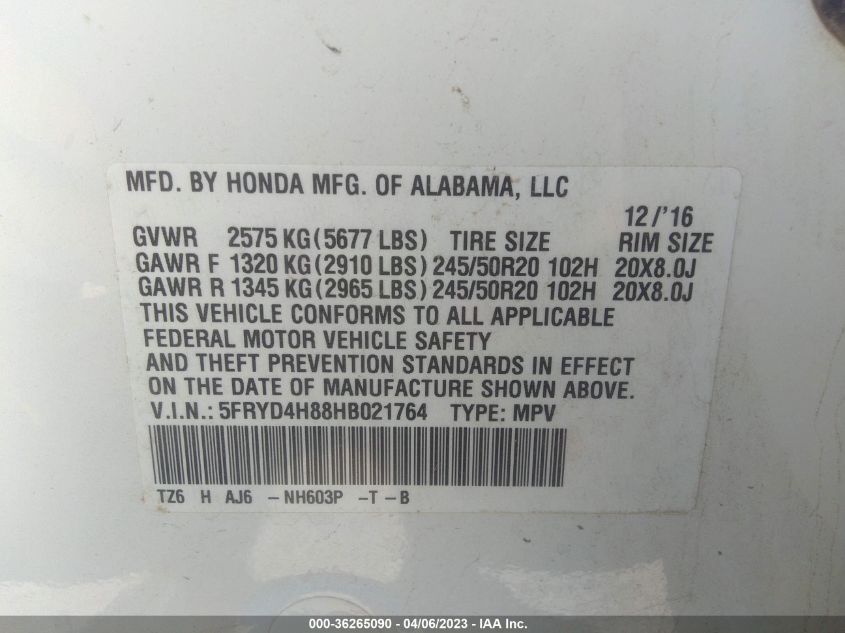 MFD. BY HONDA MFG. OF ALABAMA, LLC
12/'16
GVWR 2575 KG(5677 LBS) TIRE SIZE RIM SIZE
GAWR F 1320 KG(2910 LBS) 245/50R20 102H 20X8.0J
GAWR R 1345 KG(2965 LBS) 245/50R20 102H 20X8.0J
THIS VEHICLE CONFORMS TO ALL APPLICABLE
FEDERAL MOTOR VEHICLE SAFETY
AND THEFT PREVENTION STANDARDS IN EFFECT
ON THE DATE OF MANUFACTURE SHOWN ABOVE.
V.I.N.: 5FRYD4H88HB021764 TYPE: MPV
TZ6 H AJ6 -NH603P -T-B
000-36265090 - 04/06/2023 - IAA Inc.